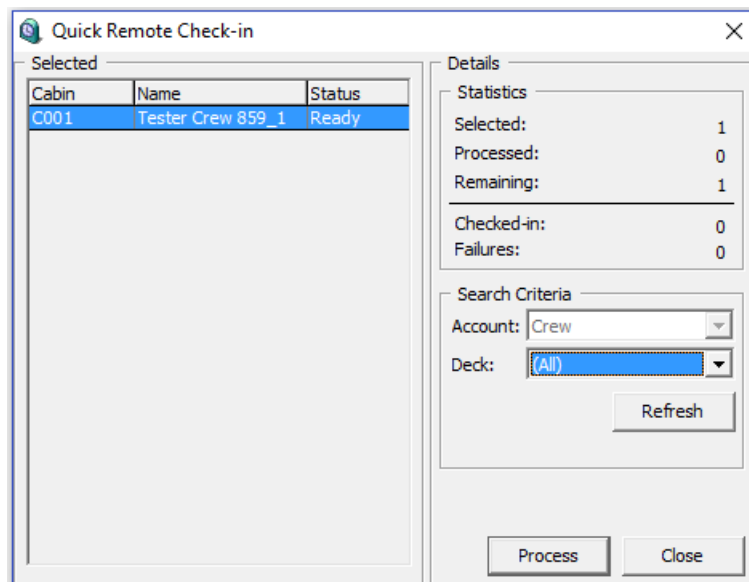 Quick Remote Check-in
Selected
Cabin Name Status
C001 Tester Crew 859_1 Ready
Details
Statistics
Selected: 1
Processed: 0
Remaining: 1
Checked-in: 0
Failures: 0
Search Criteria
Account: Crew
Deck: (All)
Refresh
Process Close